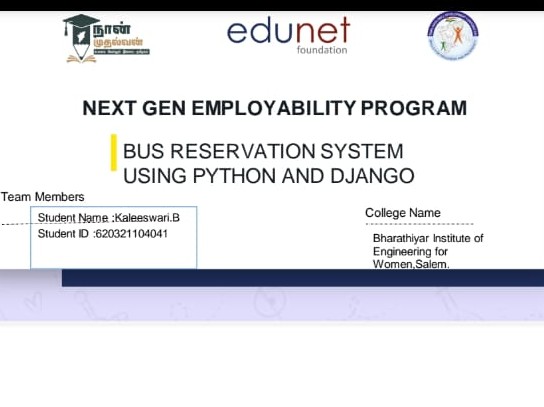 நான்
முதல்வன்
edunet
foundation
NEXT GEN EMPLOYABILITY PROGRAM
BUS RESERVATION SYSTEM
USING PYTHON AND DJANGO
Team Members
Student Name :Kaleeswari.B
Student ID :620321104041
College Name
Bharathiyar Institute of
Engineering for
Women,Salem.